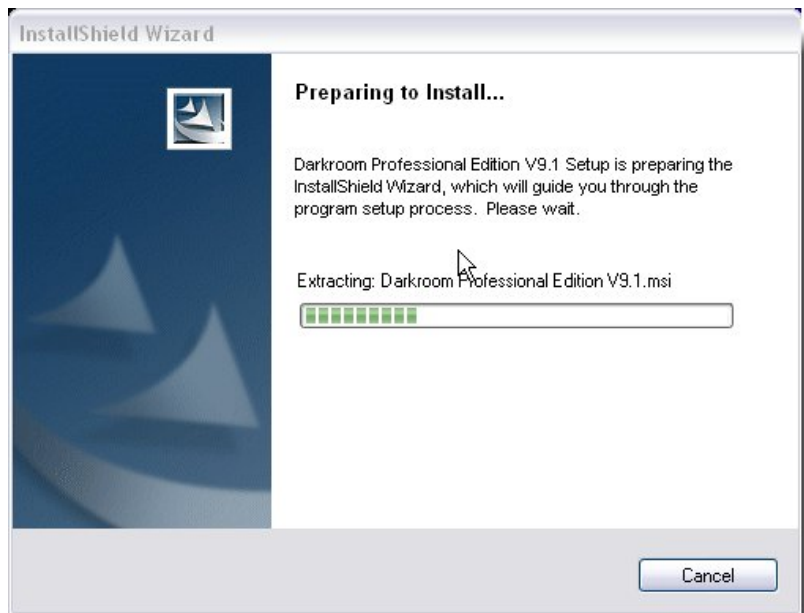 InstallShield Wizard
Preparing to Install...
Darkroom Professional Edition V9.1 Setup is preparing the
InstallShield Wizard, which will guide you through the
program setup process. Please wait.
Extracting: Darkroom Professional Edition V9.1.msi
Cancel